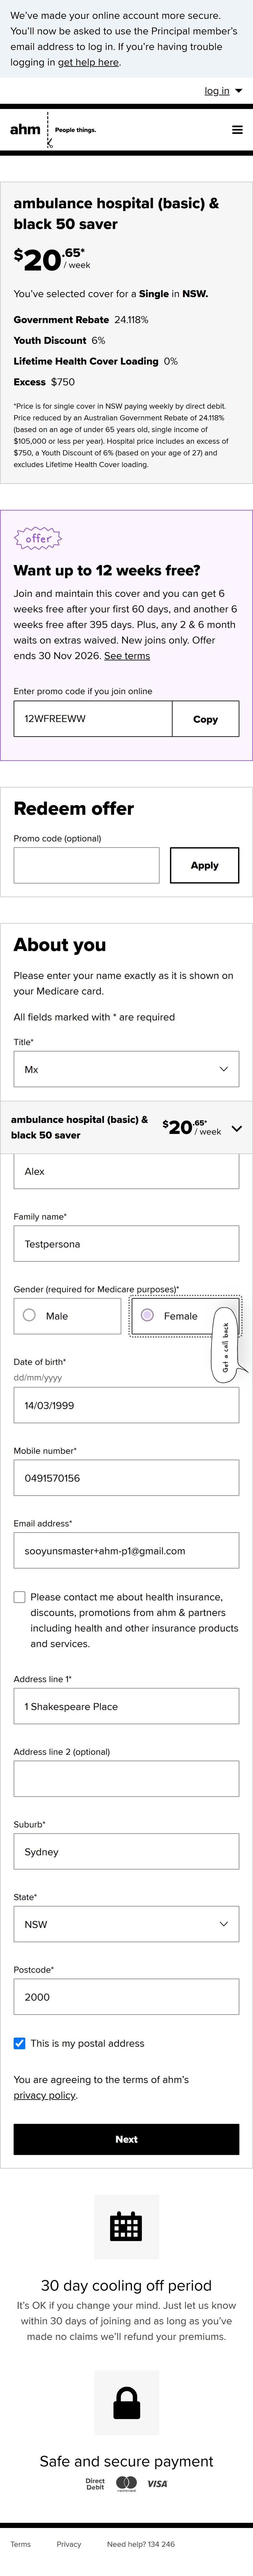 We've made your online account more secure.
You'll now be asked to use the Principal member's
email address to log in. If you're having trouble
logging in get help here.
log in
ahm
People things.
ambulance hospital (basic) &
black 50 saver
$20.65*
/ week
You've selected cover for a Single in NSW.
Government Rebate 24.118%
Youth Discount 6%
Lifetime Health Cover Loading 0%
Excess $750
*Price is for single cover in NSW paying weekly by direct debit.
Price reduced by an Australian Government Rebate of 24.118%
(based on an age of under 65 years old, single income of
$105,000 or less per year). Hospital price includes an excess of
$750, a Youth Discount of 6% (based on your age of 27) and
excludes Lifetime Health Cover loading.
offer
Want up to 12 weeks free?
Join and maintain this cover and you can get 6
weeks free after your first 60 days, and another 6
weeks free after 395 days. Plus, any 2 & 6 month
waits on extras waived. New joins only. Offer
ends 30 Nov 2026. See terms
Enter promo code if you join online
12WFREEWW
Copy
Redeem offer
Promo code (optional)
Apply
About you
Please enter your name exactly as it is shown on
your Medicare card.
All fields marked with * are required
Title*
Mx
ambulance hospital (basic) &
black 50 saver
$20.65*
/ week
Alex
Family name*
Testpersona
Gender (required for Medicare purposes)*
Male
Female
Get a call back
Date of birth*
dd/mm/yyyy
14/03/1999
Mobile number*
0491570156
Email address*
sooyunsmaster+ahm-p1@gmail.com
Please contact me about health insurance,
discounts, promotions from ahm & partners
including health and other insurance products
and services.
Address line 1*
1 Shakespeare Place
Address line 2 (optional)
Suburb*
Sydney
State*
NSW
Postcode*
2000
This is my postal address
You are agreeing to the terms of ahm's
privacy policy.
Next
30 day cooling off period
It's OK if you change your mind. Just let us know
within 30 days of joining and as long as you've
made no claims we'll refund your premiums.
Safe and secure payment
Direct
Debit
VISA
Terms
Privacy
Need help? 134 246